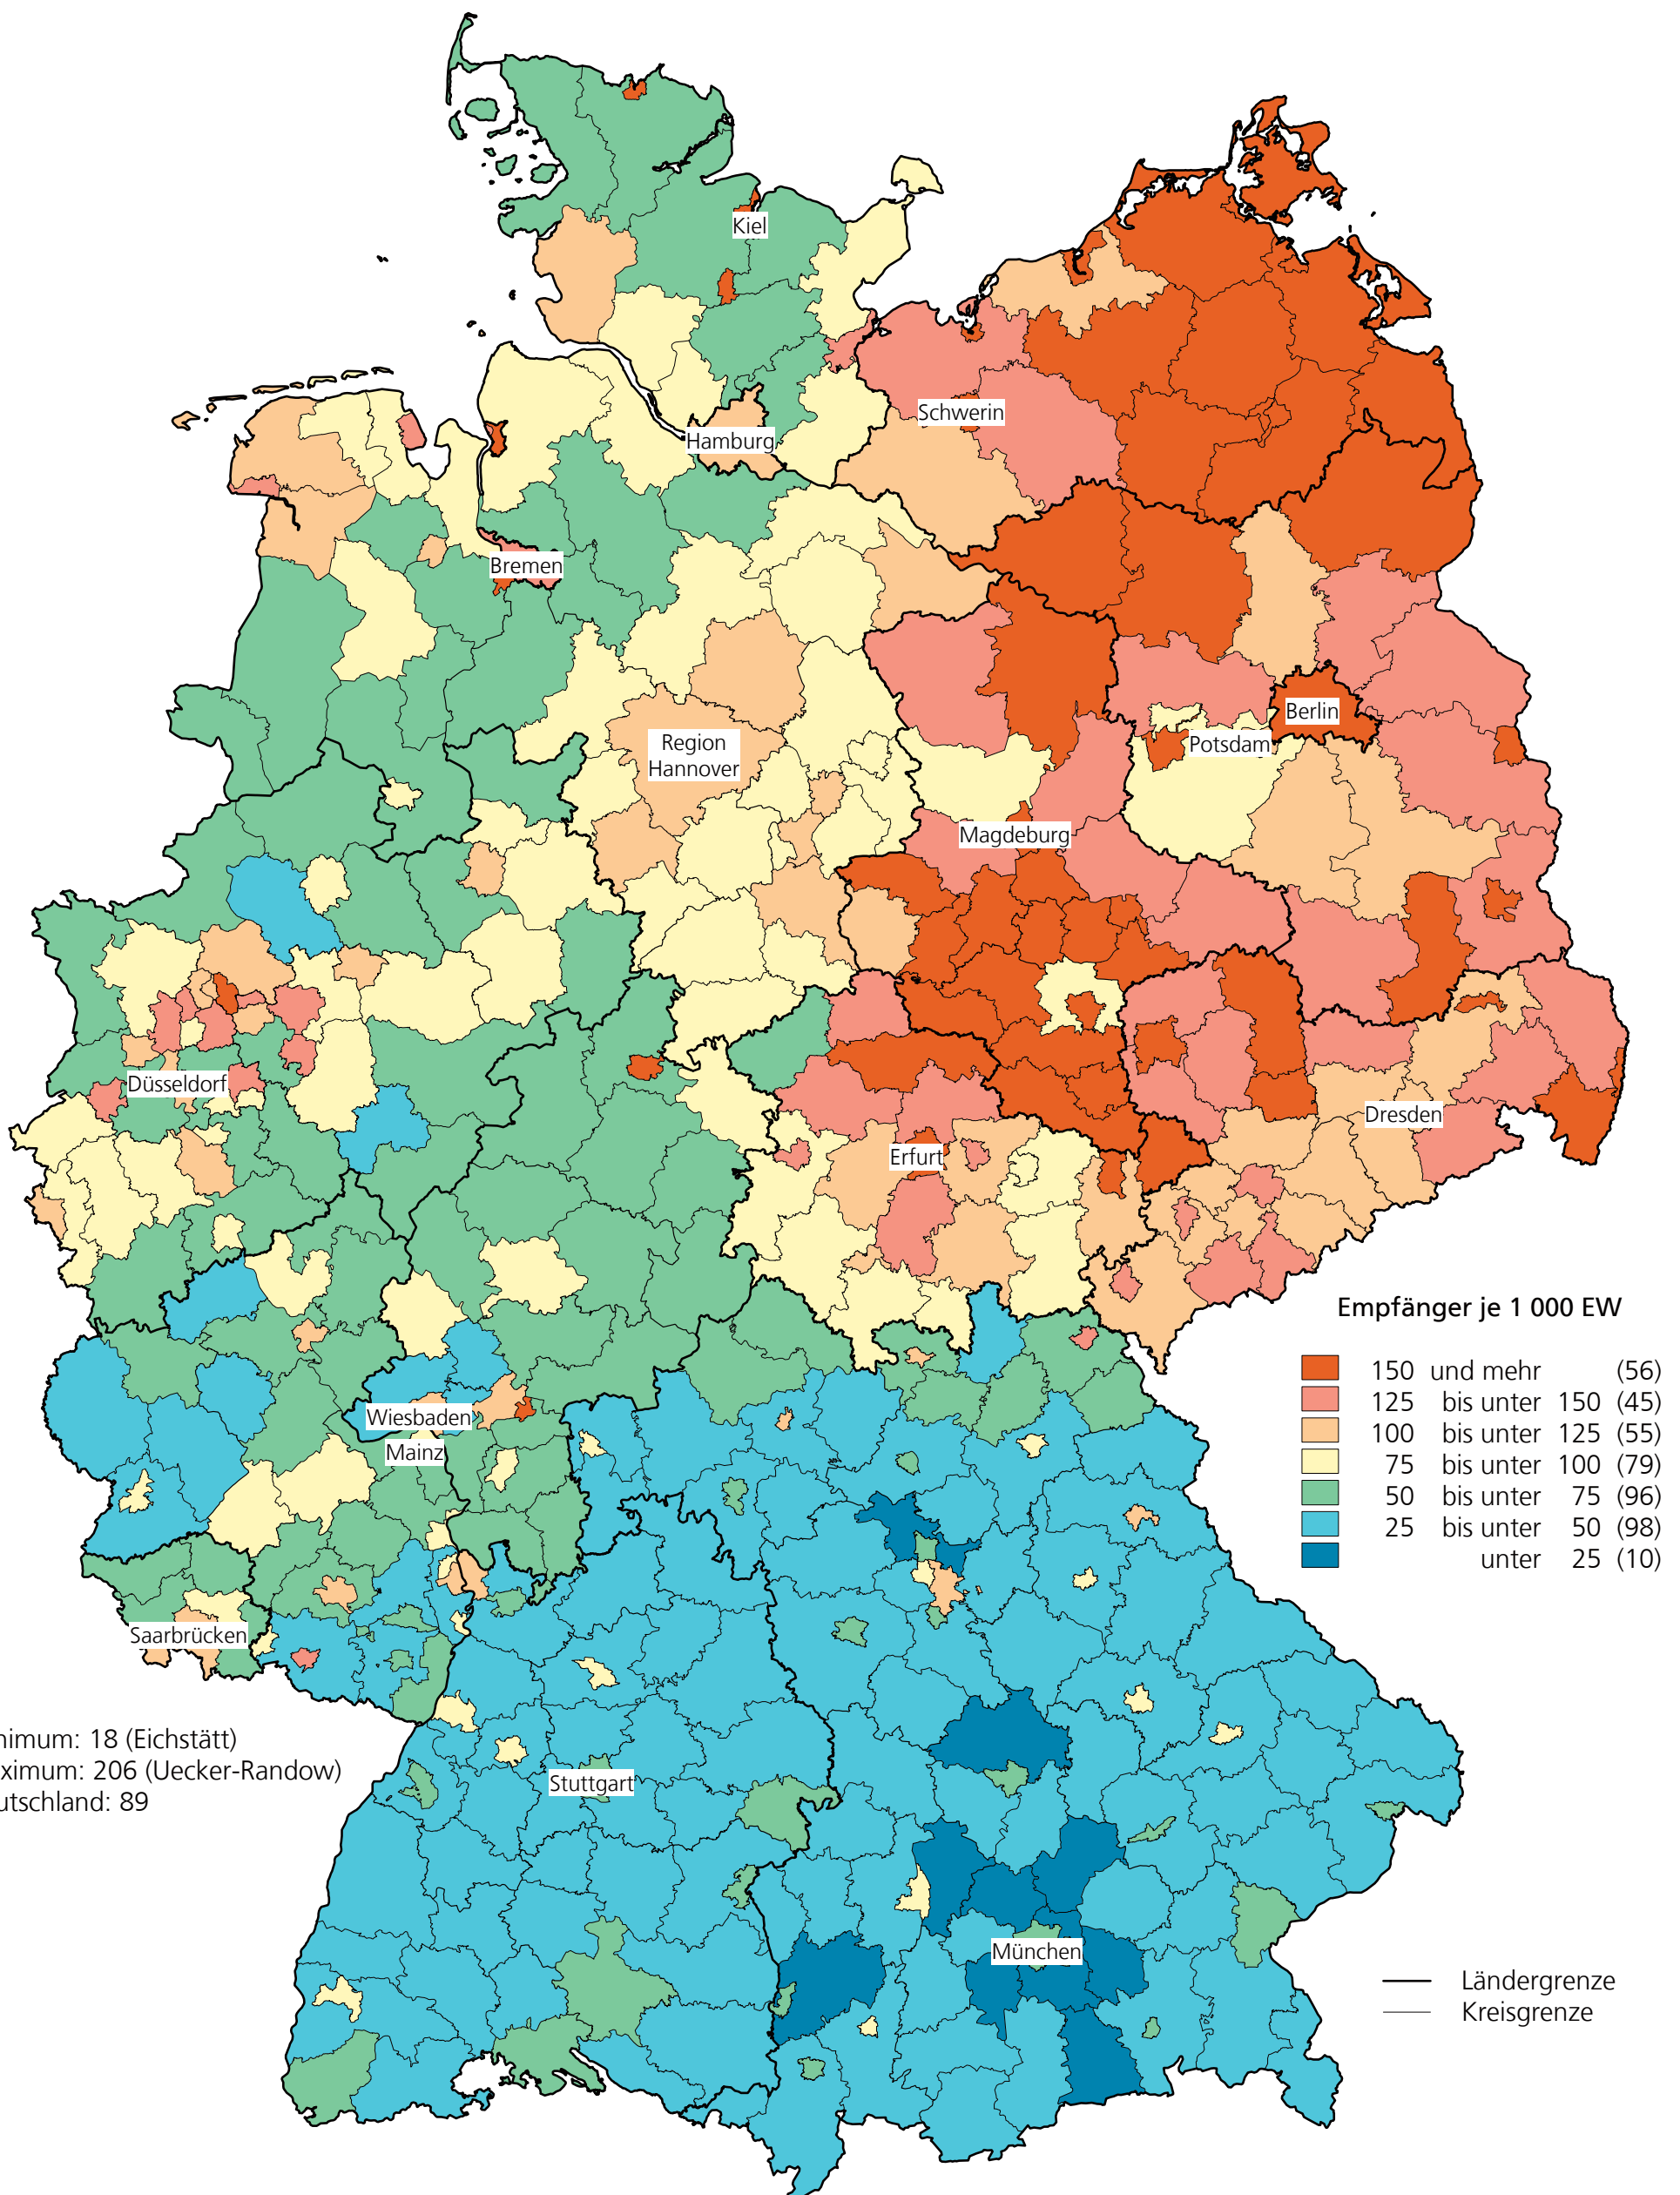 Kiel
Schwerin
Hamburg
Bremen
Berlin
Potsdam
Region
Hannover
Magdeburg
Düsseldorf
Dresden
Erfurt
Empfänger je 1 000 EW
150 und mehr (56)
125 bis unter 150 (45)
100 bis unter 125 (55)
75 bis unter 100 (79)
50 bis unter 75 (96)
25 bis unter 50 (98)
unter 25 (10)
Wiesbaden
Mainz
Saarbrücken
nimum: 18 (Eichstätt)
ximum: 206 (Uecker-Randow)
utschland: 89
Stuttgart
München
Ländergrenze
Kreisgrenze